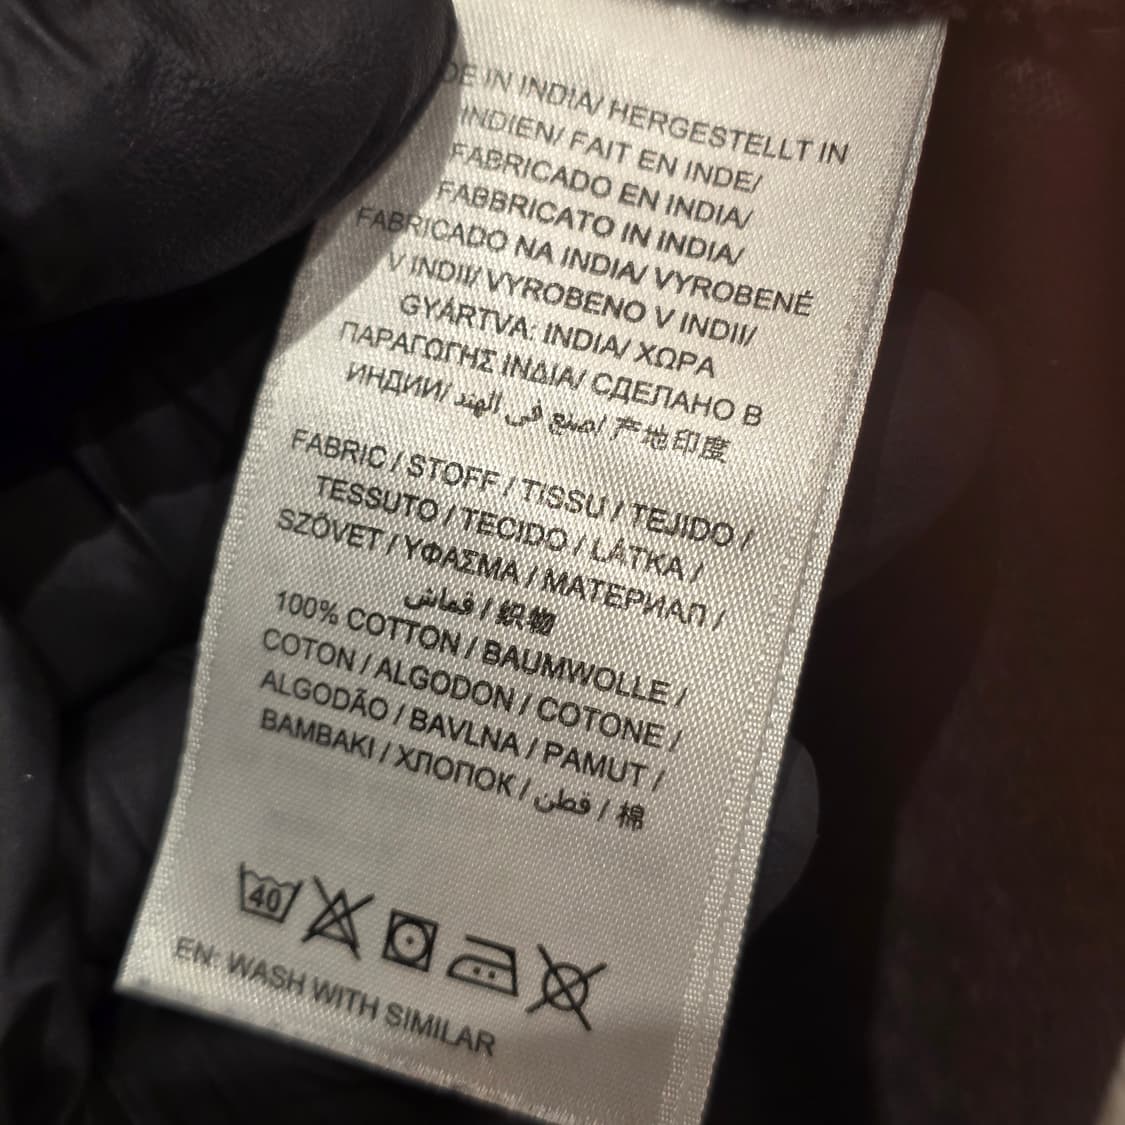 DE IN INDIA/ HERGESTELLT IN
INDIEN/ FAIT EN INDE/
FABRICADO EN INDIA/
FABBRICATO IN INDIA/
FABRICADO NA INDIA/ VYROBENÉ
V INDII/ VYROBENO V INDII/
GYÁRTVA: INDIA/ ΧΩΡΑ
ΠΑΡΑΓΩΓΗΣ ΙΝΔΙΑ/ СДЕЛАНО В
ИНДИИ/ اصنع في الهند/ 产地印度
FABRIC / STOFF / TISSU / TEJIDO /
TESSUTO / TECIDO / LÁTKA /
SZÖVET / ΥΦΑΣΜΑ / МАТЕРИАЛ /
قماش / 织物
100% COTTON / BAUMWOLLE /
COTON / ALGODON / COTONE /
ALGODÃO / BAVLNA / PAMUT /
BAMBAKI / ХЛОПОК / قطن / 棉
40
EN: WASH WITH SIMILAR